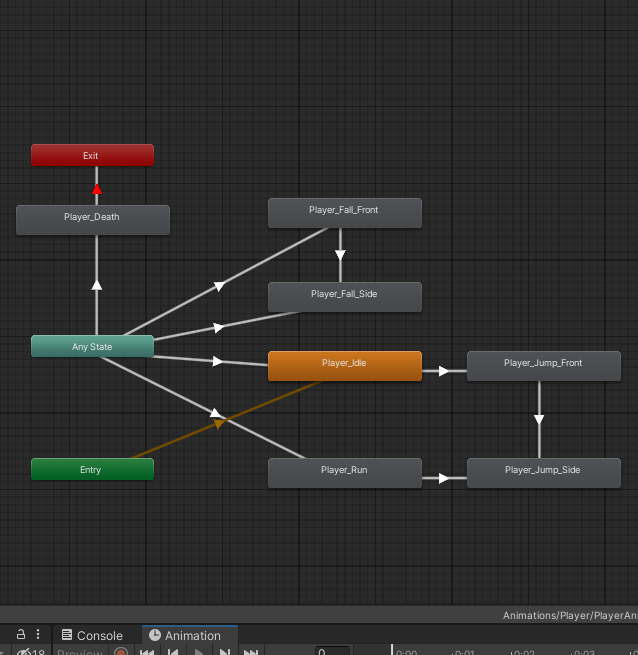 Exit
Player_Death
Player_Fall_Front
Player_Fall_Side
Any State
Player_Idle
Player_Jump_Front
Entry
Player_Run
Player_Jump_Side
Animations/Player/PlayerAni
Console
Animation
18
Preview
0
0:00
0:01
0:02
0:03